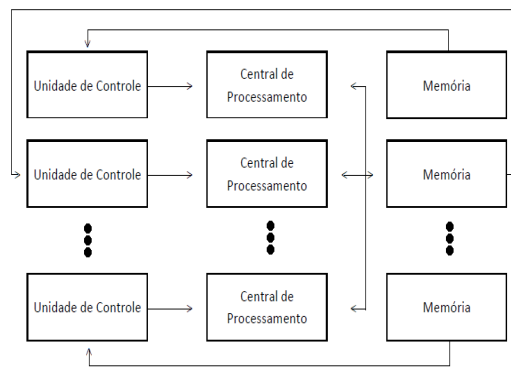 Unidade de Controle
Central de
Processamento
Memória
Unidade de Controle
Central de
Processamento
Memória
Unidade de Controle
Central de
Processamento
Memória